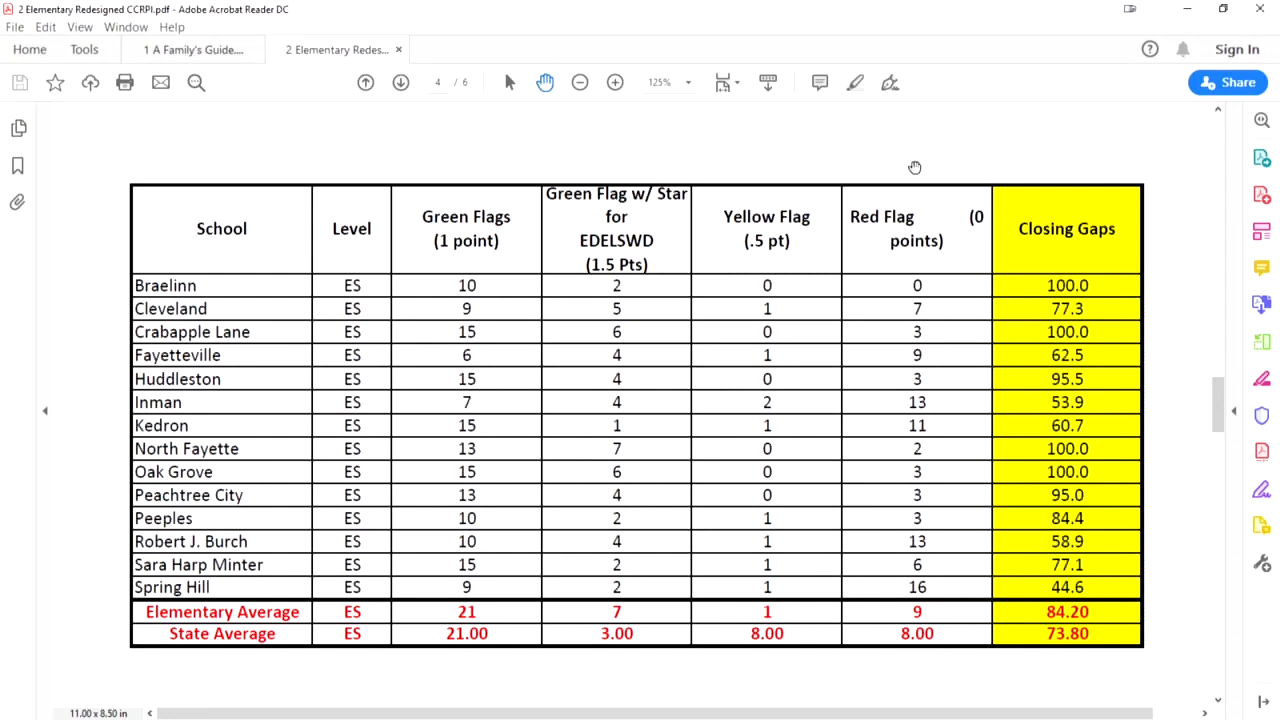 2 Elementary Redesigned CCRPI.pdf - Adobe Acrobat Reader DC
File Edit View Window Help
Home Tools 1 A Family's Guide.... 2 Elementary Redes... × Sign In
4 / 6 125% Share
School Level Green Flags (1 point) Green Flag w/ Star for EDELSWD (1.5 Pts) Yellow Flag (.5 pt) Red Flag (0 points) Closing Gaps
Braelinn ES 10 2 0 0 100.0
Cleveland ES 9 5 1 7 77.3
Crabapple Lane ES 15 6 0 3 100.0
Fayetteville ES 6 4 1 9 62.5
Huddleston ES 15 4 0 3 95.5
Inman ES 7 4 2 13 53.9
Kedron ES 15 1 1 11 60.7
North Fayette ES 13 7 0 2 100.0
Oak Grove ES 15 6 0 3 100.0
Peachtree City ES 13 4 0 3 95.0
Peeples ES 10 2 1 3 84.4
Robert J. Burch ES 10 4 1 13 58.9
Sara Harp Minter ES 15 2 1 6 77.1
Spring Hill ES 9 2 1 16 44.6
Elementary Average ES 21 7 1 9 84.20
State Average ES 21.00 3.00 8.00 8.00 73.80
11.00 x 8.50 in